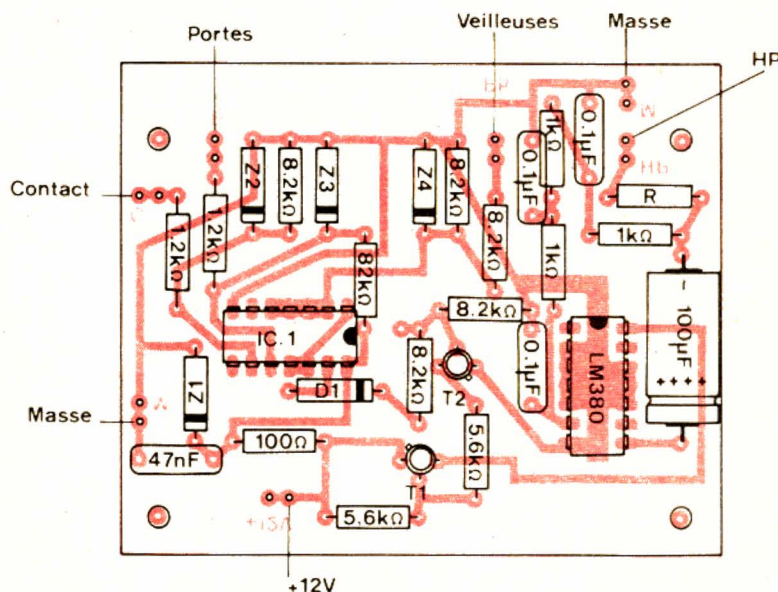 Portes
Veilleuses
Masse
HP
Contact
Masse
+12V
Z2
8.2kΩ
Z3
Z4
8.2kΩ
0.1µF
1kΩ
0.1µF
R
1kΩ
1.2kΩ
1.2kΩ
82kΩ
8.2kΩ
1kΩ
8.2kΩ
100µF
−
++++
IC.1
LM380
0.1µF
8.2kΩ
T2
Z1
D1
5.6kΩ
47nF
100Ω
T1
5.6kΩ